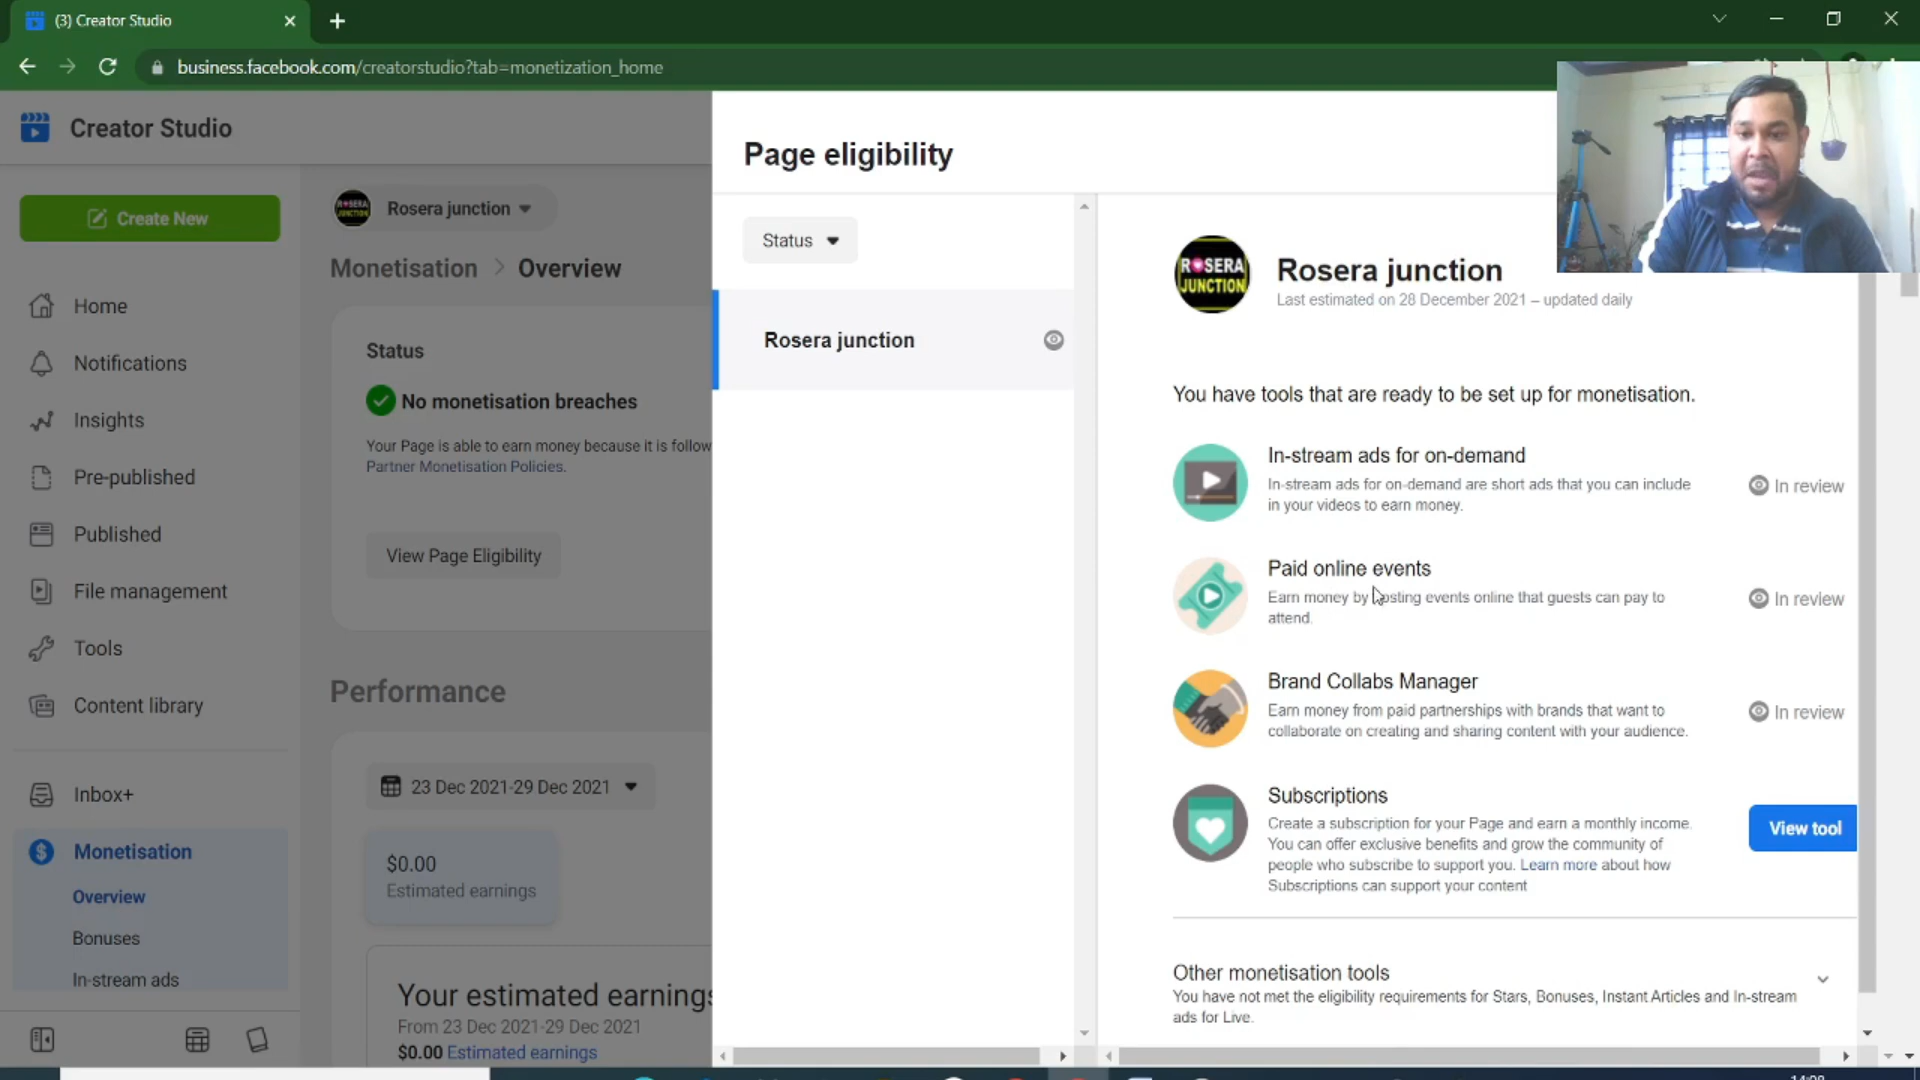 (3) Creator Studio
business.facebook.com/creatorstudio?tab=monetization_home
Creator Studio
Create New
Home
Notifications
Insights
Pre-published
Published
File management
Tools
Content library
Inbox+
Monetisation
Overview
Bonuses
In-stream ads
ROSERA
JUNCTION
Rosera junction
Monetisation > Overview
Status
No monetisation breaches
Your Page is able to earn money because it is follow
Partner Monetisation Policies.
View Page Eligibility
Performance
23 Dec 2021-29 Dec 2021
$0.00
Estimated earnings
Your estimated earnings
From 23 Dec 2021-29 Dec 2021
$0.00 Estimated earnings
Page eligibility
Status
Rosera junction
ROSERA
JUNCTION
Rosera junction
Last estimated on 28 December 2021 – updated daily
You have tools that are ready to be set up for monetisation.
In-stream ads for on-demand
In-stream ads for on-demand are short ads that you can include
in your videos to earn money.
In review
Paid online events
Earn money by hosting events online that guests can pay to
attend.
In review
Brand Collabs Manager
Earn money from paid partnerships with brands that want to
collaborate on creating and sharing content with your audience.
In review
Subscriptions
Create a subscription for your Page and earn a monthly income.
You can offer exclusive benefits and grow the community of
people who subscribe to support you. Learn more about how
Subscriptions can support your content
View tool
Other monetisation tools
You have not met the eligibility requirements for Stars, Bonuses, Instant Articles and In-stream
ads for Live.